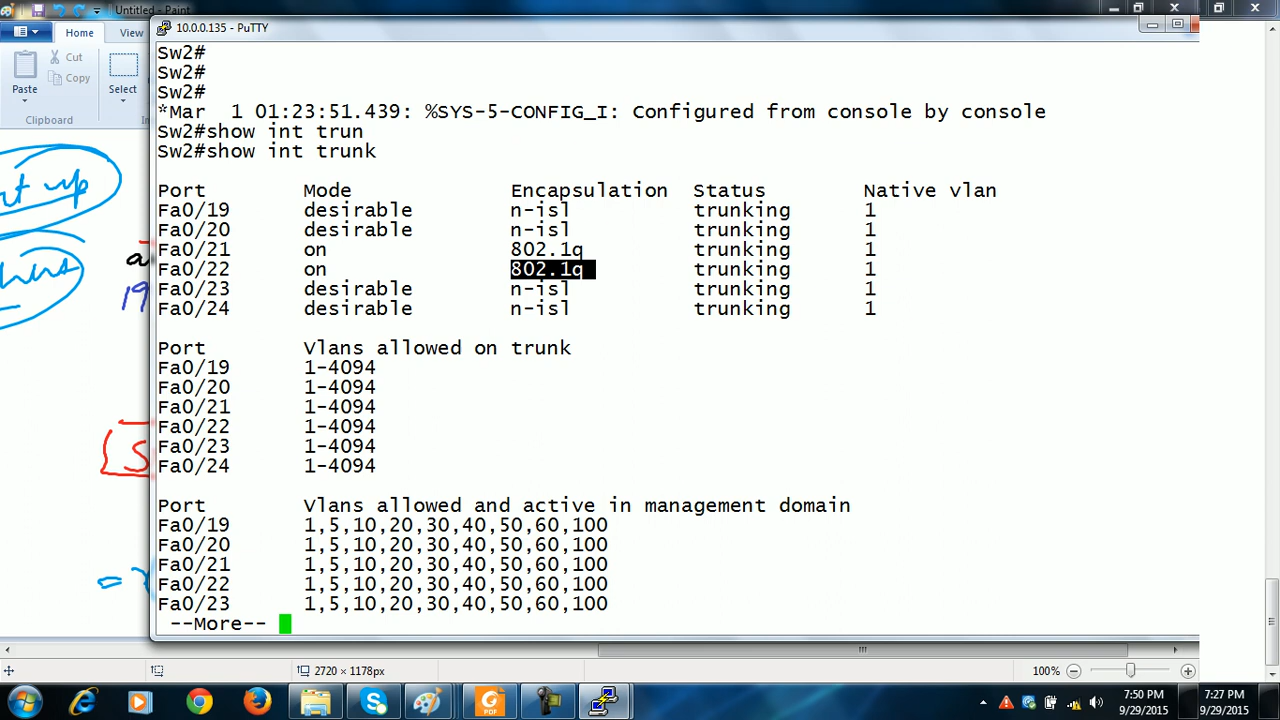 Untitled - Paint
Home
View
10.0.0.135 - PuTTY
Paste
Cut
Copy
Select
Clipboard
Im
Sw2#
Sw2#
Sw2#
*Mar  1 01:23:51.439: %SYS-5-CONFIG_I: Configured from console by console
Sw2#show int trun
Sw2#show int trunk
Port Mode Encapsulation Status Native vlan
Fa0/19 desirable n-isl trunking 1
Fa0/20 desirable n-isl trunking 1
Fa0/21 on 802.1q trunking 1
Fa0/22 on 802.1q trunking 1
Fa0/23 desirable n-isl trunking 1
Fa0/24 desirable n-isl trunking 1
Port Vlans allowed on trunk
Fa0/19 1-4094
Fa0/20 1-4094
Fa0/21 1-4094
Fa0/22 1-4094
Fa0/23 1-4094
Fa0/24 1-4094
Port Vlans allowed and active in management domain
Fa0/19 1,5,10,20,30,40,50,60,100
Fa0/20 1,5,10,20,30,40,50,60,100
Fa0/21 1,5,10,20,30,40,50,60,100
Fa0/22 1,5,10,20,30,40,50,60,100
Fa0/23 1,5,10,20,30,40,50,60,100
--More--
up
a
19
S
=
2720 × 1178px
100%
PDF
7:50 PM
9/29/2015
7:27 PM
9/29/2015